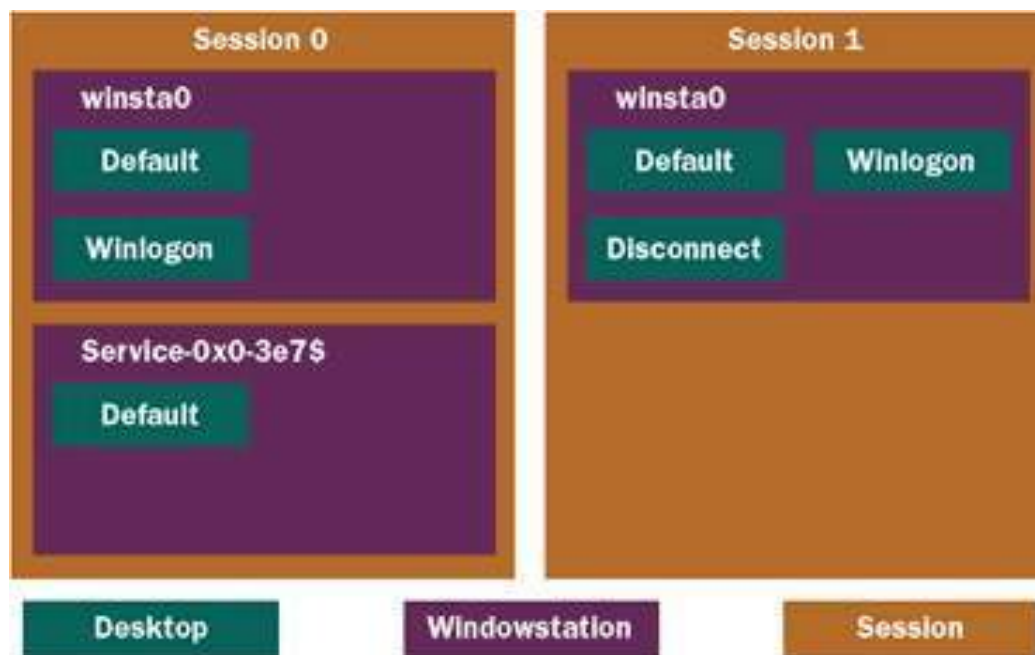 Session 0
winsta0
Default
Winlogon
Service-0x0-3e7$
Default
Session 1
winsta0
Default
Winlogon
Disconnect
Desktop
Windowstation
Session